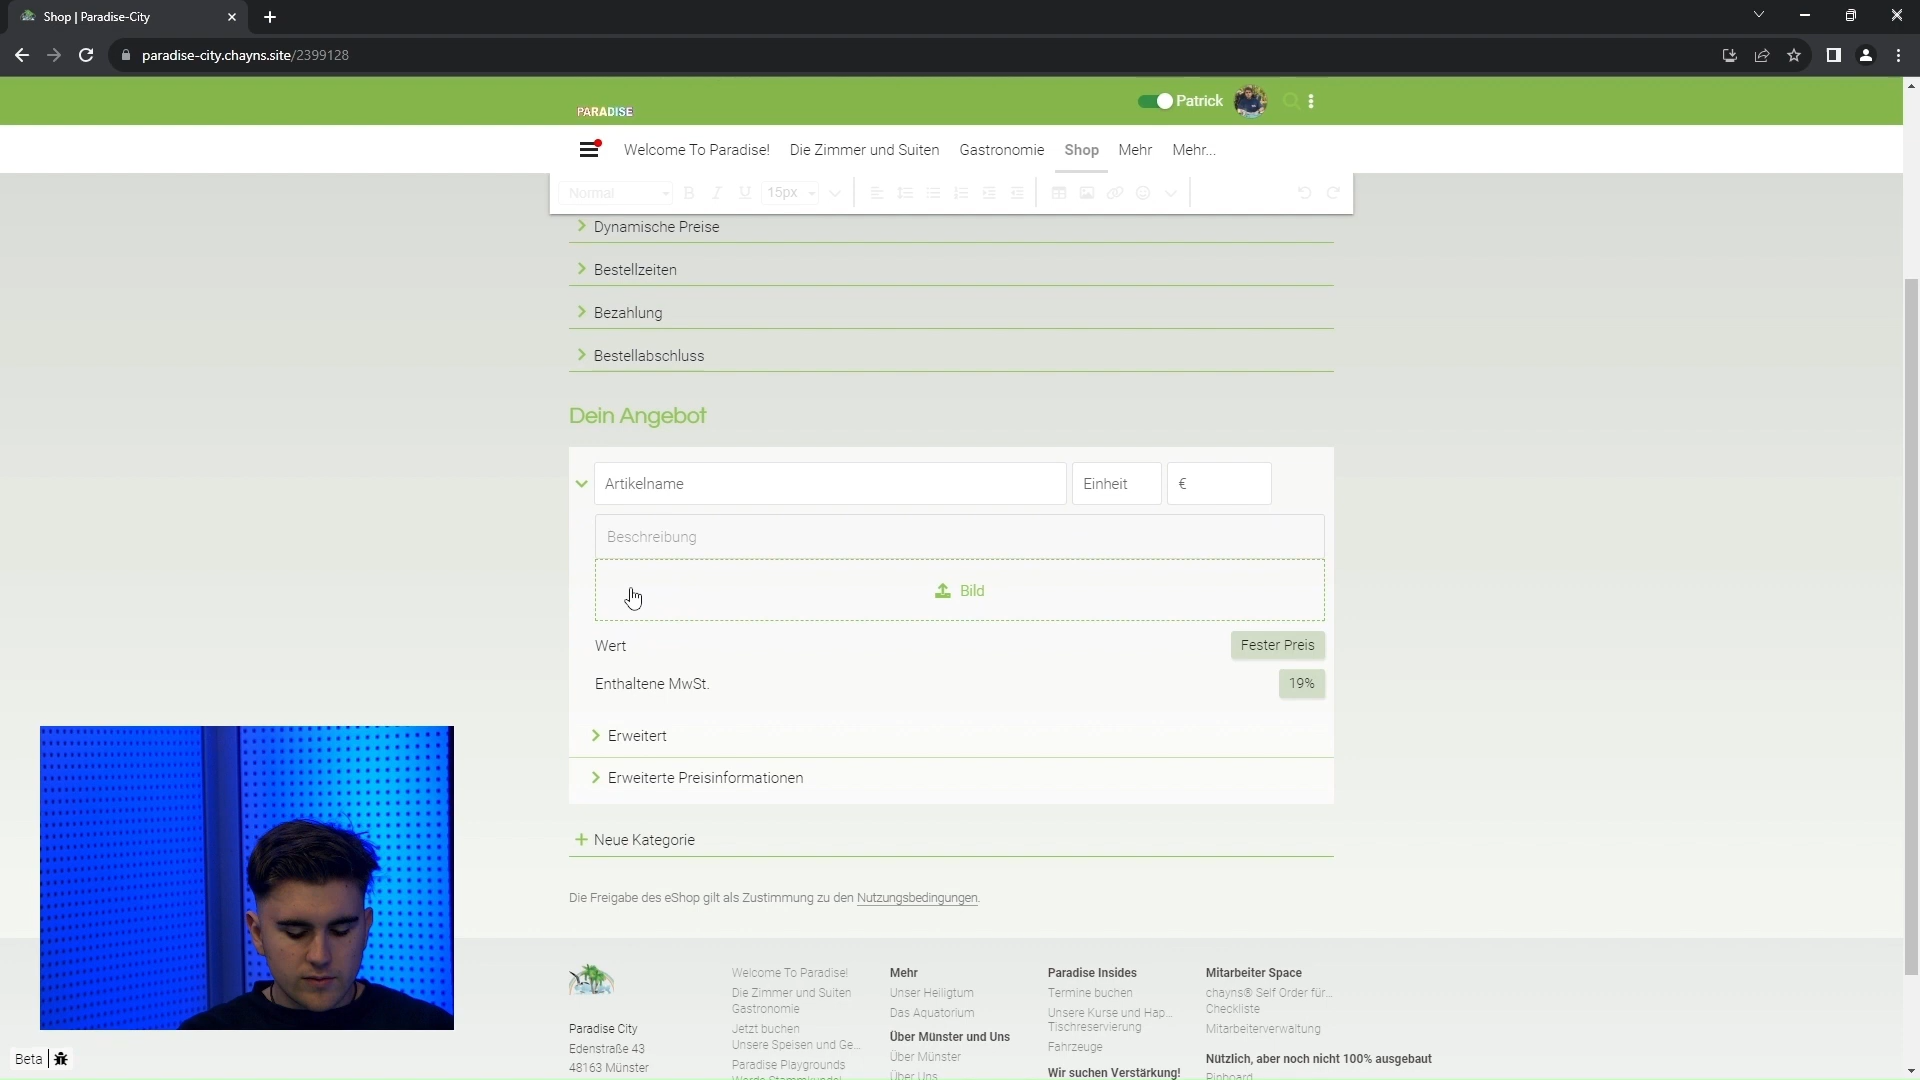 Shop | Paradise-City
paradise-city.chayns.site/2399128
PARADISE
Patrick
Welcome To Paradise! Die Zimmer und Suiten Gastronomie Shop Mehr Mehr...
Normal B I U 15px
Dynamische Preise
Bestellzeiten
Bezahlung
Bestellabschluss
Dein Angebot
Artikelname Einheit €
Beschreibung
Bild
Wert Fester Preis
Enthaltene MwSt. 19%
Erweitert
Erweiterte Preisinformationen
Neue Kategorie
Die Freigabe des eShop gilt als Zustimmung zu den Nutzungsbedingungen.
Paradise City
Edenstraße 43
48163 Münster
Welcome To Paradise!
Die Zimmer und Suiten
Gastronomie
Jetzt buchen
Unsere Speisen und Ge...
Paradise Playgrounds
Mehr
Unser Heiligtum
Das Aquatorium
Über Münster und Uns
Über Münster
Über Uns
Paradise Insides
Termine buchen
Unsere Kurse und Hap...
Tischreservierung
Fahrzeuge
Wir suchen Verstärkung!
Mitarbeiter Space
chayns® Self Order für...
Checkliste
Mitarbeiterverwaltung
Nützlich, aber noch nicht 100% ausgebaut
Pinboard
Beta